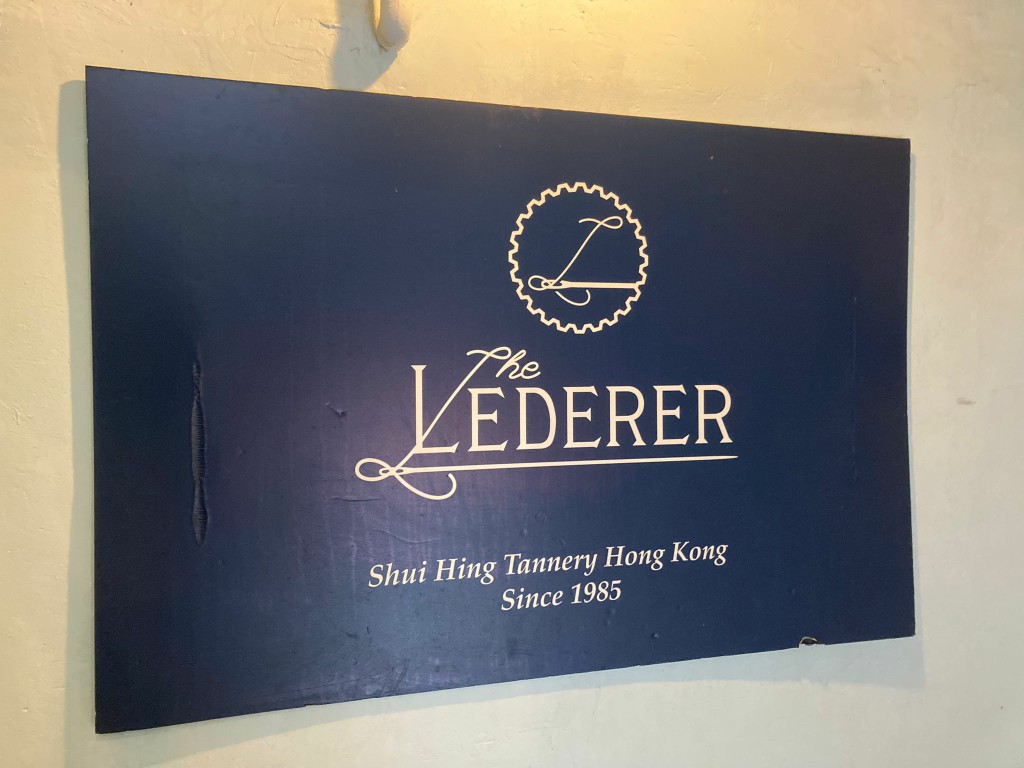 L
The
LEDERER
Shui Hing Tannery Hong Kong
Since 1985